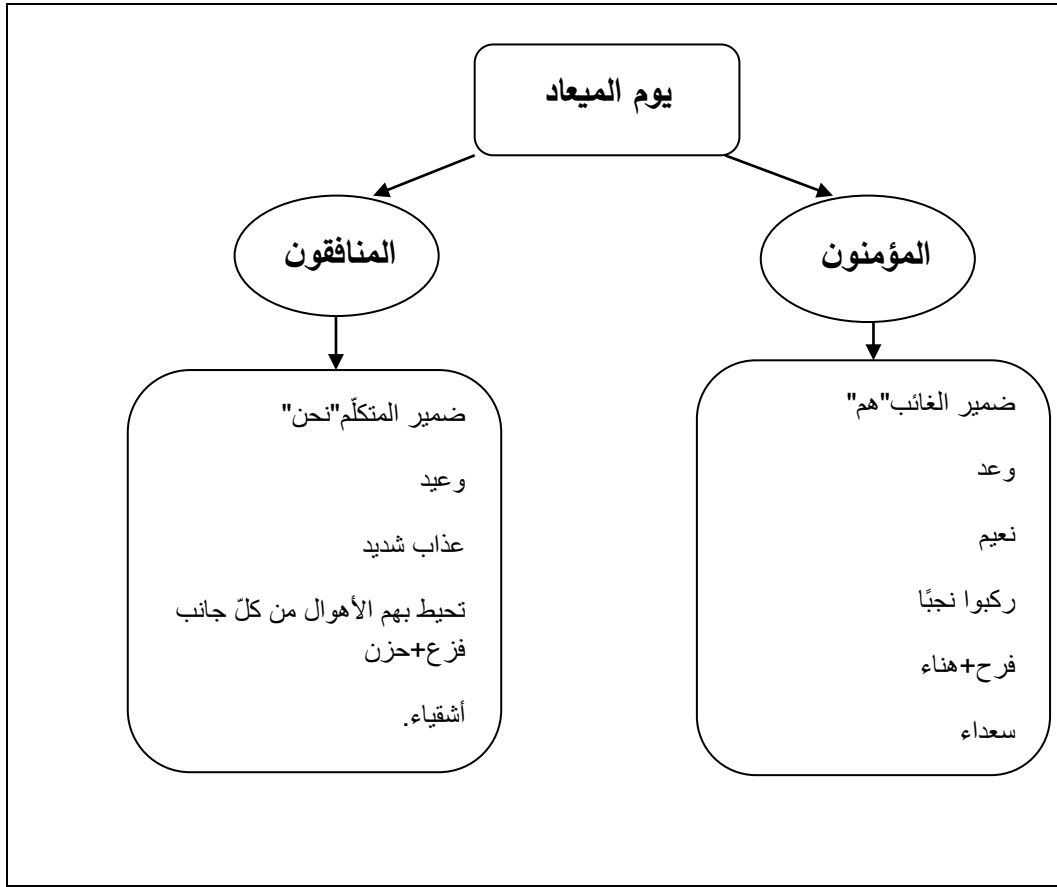 يوم الميعاد
المؤمنون
ضمير الغائب"هم"
وعد
نعيم
ركبوا نجبًا
فرح+هناء
سعداء
المنافقون
ضمير المتكلّم"نحن"
وعيد
عذاب شديد
تحيط بهم الأهوال من كلّ جانب
فزع+حزن
أشقياء.